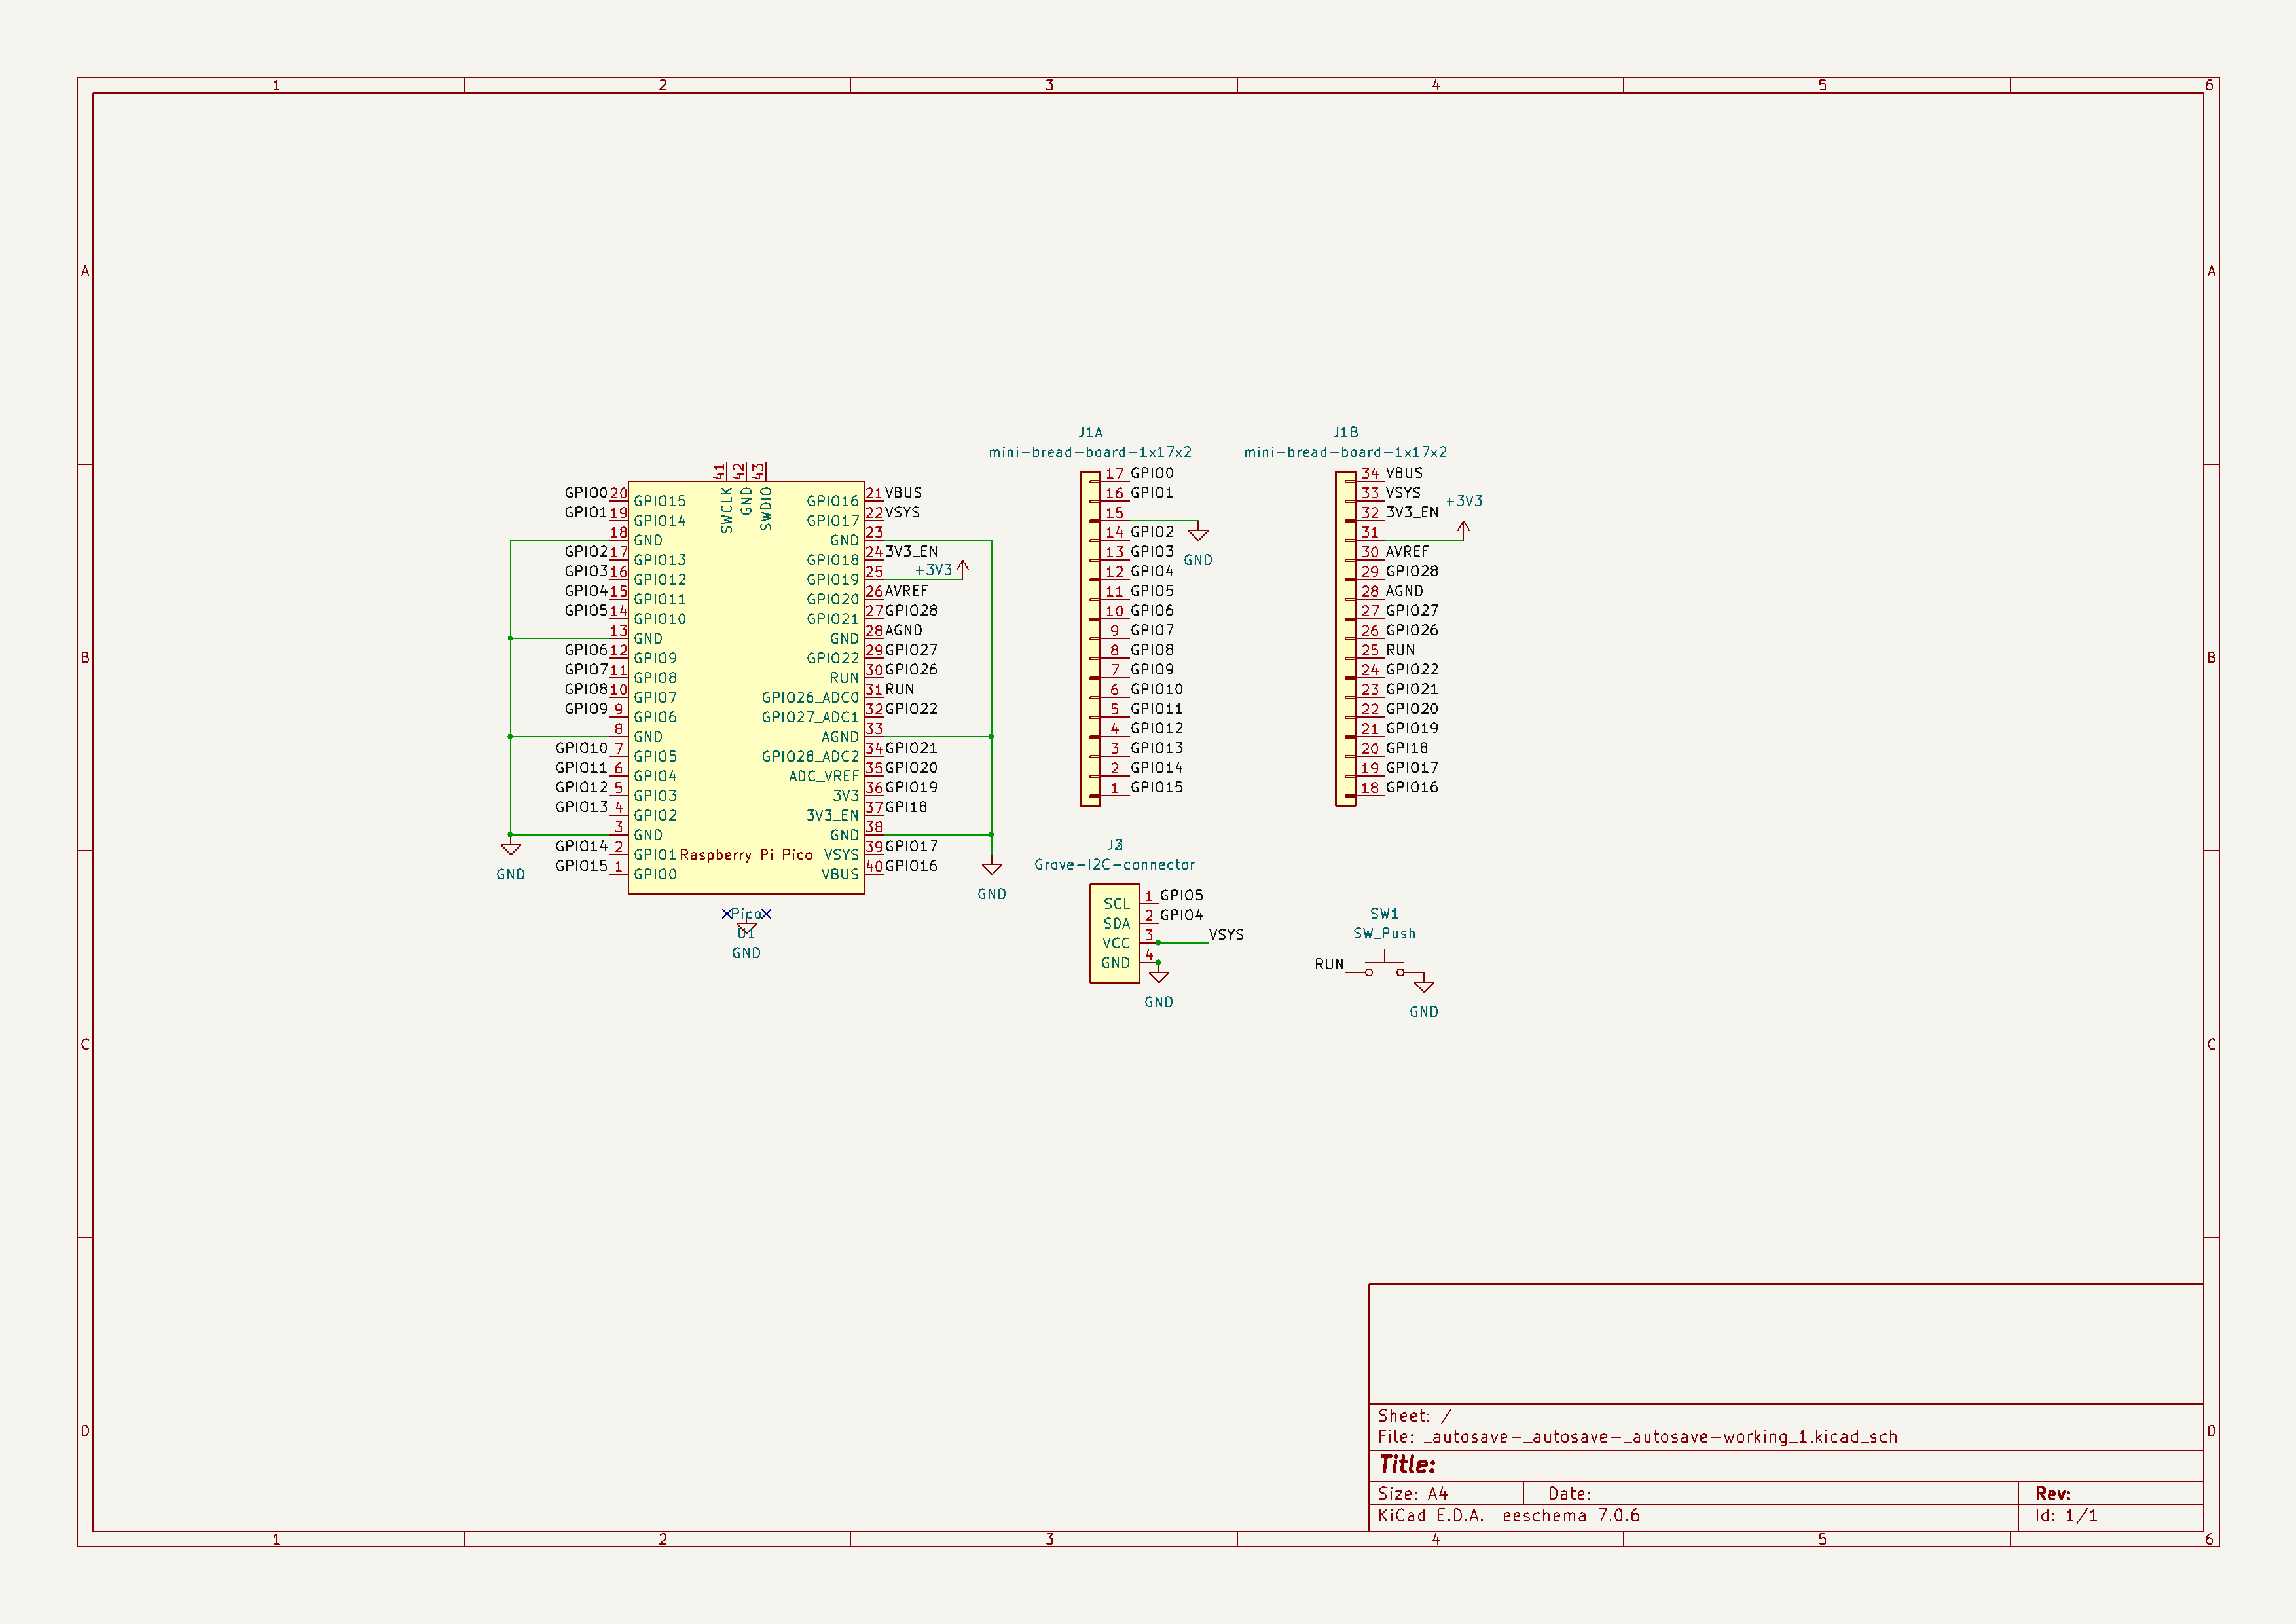 1 2 3 4 5 6
A A
B B
C C
D D
41 42 43
SWCLK GND SWDIO
GPIO0 20 GPIO15 GPIO16 21 VBUS
GPIO1 19 GPIO14 GPIO17 22 VSYS
18 GND GND 23
GPIO2 17 GPIO13 GPIO18 24 3V3_EN
GPIO3 16 GPIO12 GPIO19 25 +3V3
GPIO4 15 GPIO11 GPIO20 26 AVREF
GPIO5 14 GPIO10 GPIO21 27 GPIO28
13 GND GND 28 AGND
GPIO6 12 GPIO9 GPIO22 29 GPIO27
GPIO7 11 GPIO8 RUN 30 GPIO26
GPIO8 10 GPIO7 GPIO26_ADC0 31 RUN
GPIO9 9 GPIO6 GPIO27_ADC1 32 GPIO22
8 GND AGND 33
GPIO10 7 GPIO5 GPIO28_ADC2 34 GPIO21
GPIO11 6 GPIO4 ADC_VREF 35 GPIO20
GPIO12 5 GPIO3 3V3 36 GPIO19
GPIO13 4 GPIO2 3V3_EN 37 GPI18
3 GND GND 38
GPIO14 2 GPIO1 Raspberry Pi Pico VSYS 39 GPIO17
GPIO15 1 GPIO0 VBUS 40 GPIO16
GND
GND
Pico
U1
GND
J1A
mini-bread-board-1x17x2
17 GPIO0
16 GPIO1
15
GND
14 GPIO2
13 GPIO3
12 GPIO4
11 GPIO5
10 GPIO6
9 GPIO7
8 GPIO8
7 GPIO9
6 GPIO10
5 GPIO11
4 GPIO12
3 GPIO13
2 GPIO14
1 GPIO15
J1B
mini-bread-board-1x17x2
34 VBUS
33 VSYS
+3V3
32 3V3_EN
31
30 AVREF
29 GPIO28
28 AGND
27 GPIO27
26 GPIO26
25 RUN
24 GPIO22
23 GPIO21
22 GPIO20
21 GPIO19
20 GPI18
19 GPIO17
18 GPIO16
Grove-I2C-connector
SCL 1 GPIO5
SDA 2 GPIO4
VCC 3 VSYS
GND 4
GND
SW1
SW_Push
RUN
GND
Sheet: /
File: _autosave-_autosave-_autosave-working_1.kicad_sch
Title:
Size: A4 Date: Rev:
KiCad E.D.A. eeschema 7.0.6 Id: 1/1
1 2 3 4 5 6